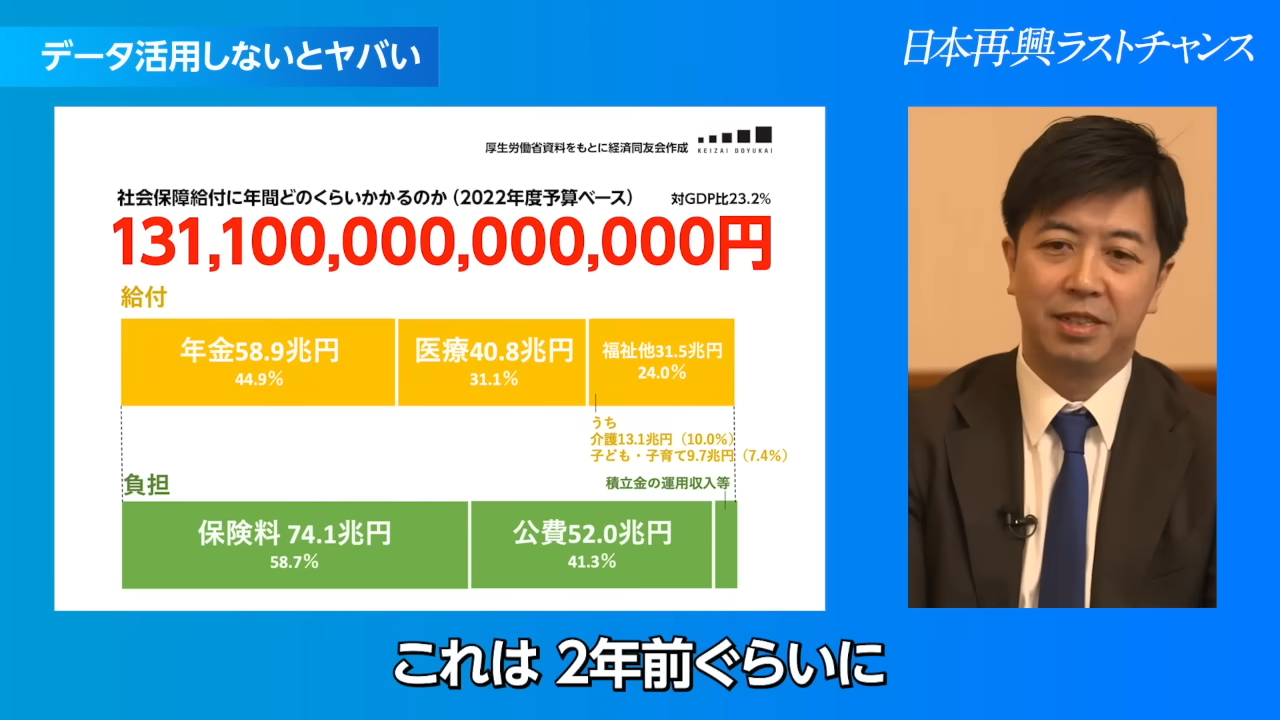 データ活用しないとヤバい
日本再興ラストチャンス
厚生労働省資料をもとに経済同友会作成
KEIZAI DOYUKAI
社会保障給付に年間どのくらいかかるのか（2022年度予算ベース）
対GDP比23.2%
131,100,000,000,000円
給付
年金58.9兆円
44.9%
医療40.8兆円
31.1%
福祉他31.5兆円
24.0%
うち
介護13.1兆円（10.0%）
子ども・子育て9.7兆円（7.4%）
負担
積立金の運用収入等
保険料 74.1兆円
58.7%
公費52.0兆円
41.3%
これは 2年前ぐらいに